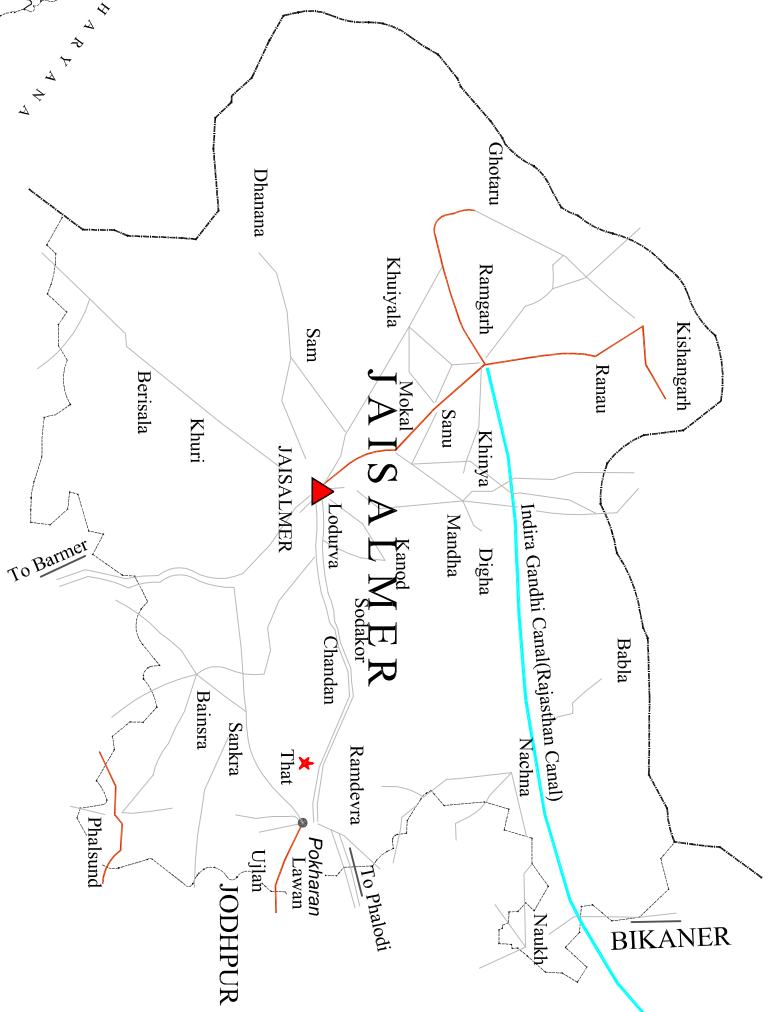 HARYANA
Ghotaru
Dhanana
Khuiyala
Ramgarh
Kishangarh
Ranau
Sam
Berisala
Khuri
JAISALMER
Mokal
Sanu
Khinya
JAISALMER
Lodurva
Kanod
Mandha
Digha
Indira Gandhi Canal(Rajasthan Canal)
To Barmer
Sodakor
Chandan
Babla
Bainsra
Sankra
That
Ramdevra
Nachna
Phalsund
Ujlan
Lawan
Pokharan
To Phalodi
JODHPUR
Naukh
BIKANER